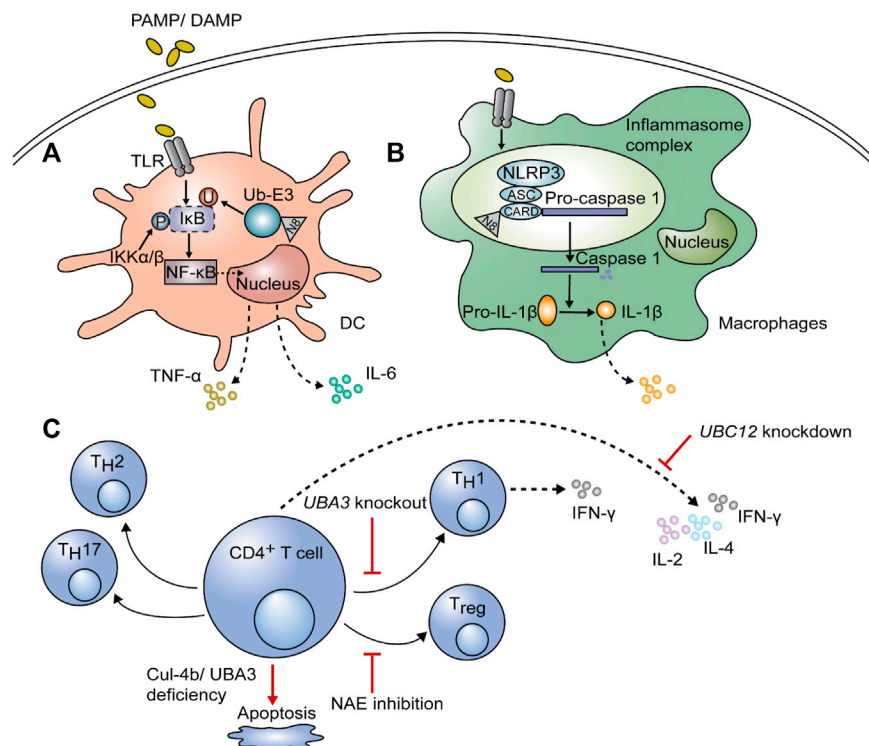 PAMP/ DAMP
A
TLR
U
Ub-E3
P
IκB
N8
IKKα/β
NF-κB
Nucleus
DC
TNF-α
IL-6
B
Inflammasome
complex
NLRP3
ASC
Pro-caspase 1
CARD
N8
Nucleus
Caspase 1
Pro-IL-1β
IL-1β
Macrophages
C
UBC12 knockdown
TH2
UBA3 knockout
TH1
IFN-γ
IFN-γ
IL-4
IL-2
TH17
CD4+ T cell
Treg
Cul-4b/ UBA3
deficiency
NAE inhibition
Apoptosis